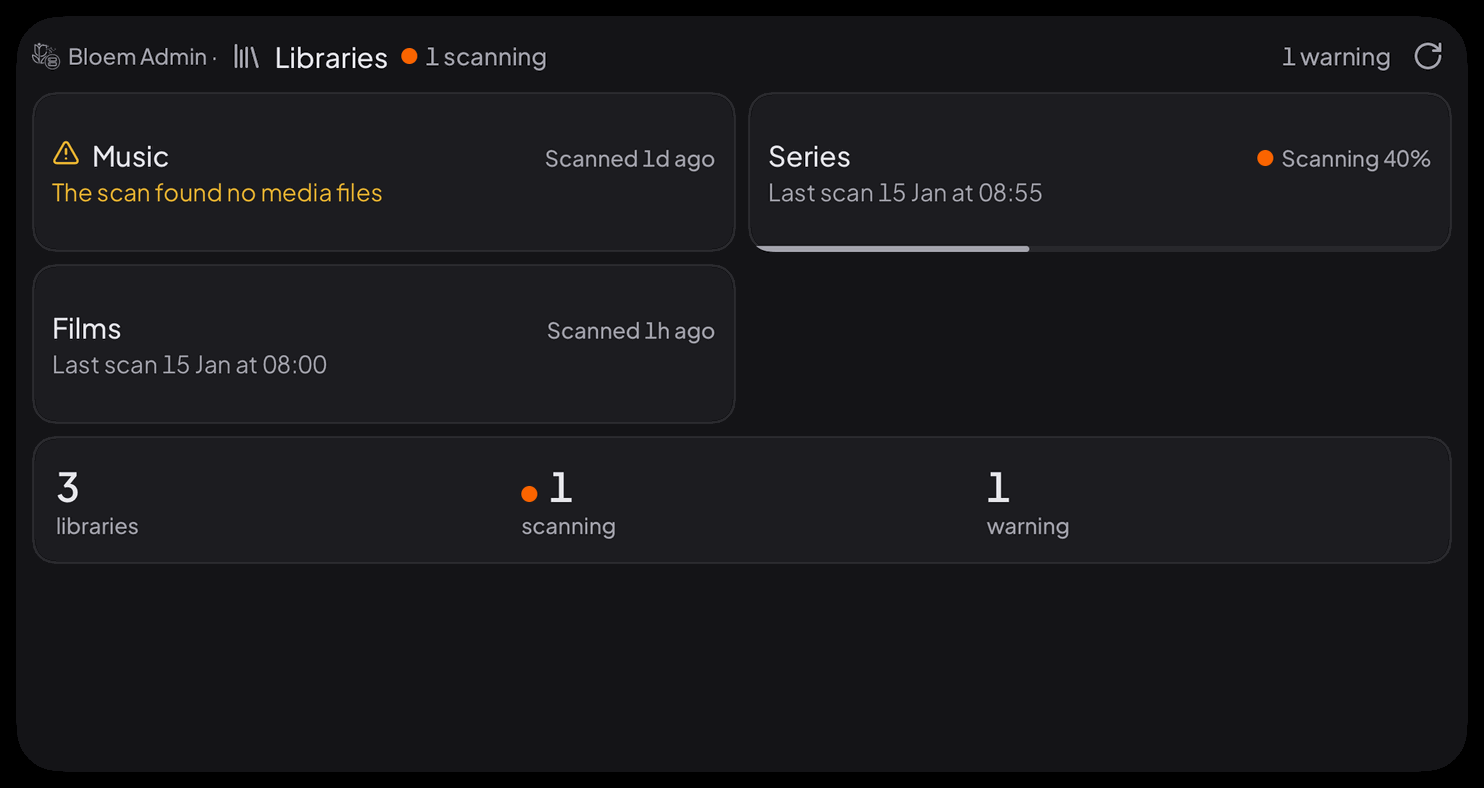 Bloem Admin · Libraries 1 scanning 1 warning
Music Scanned 1d ago
The scan found no media files
Series Scanning 40%
Last scan 15 Jan at 08:55
Films Scanned 1h ago
Last scan 15 Jan at 08:00
3
libraries
1
scanning
1
warning